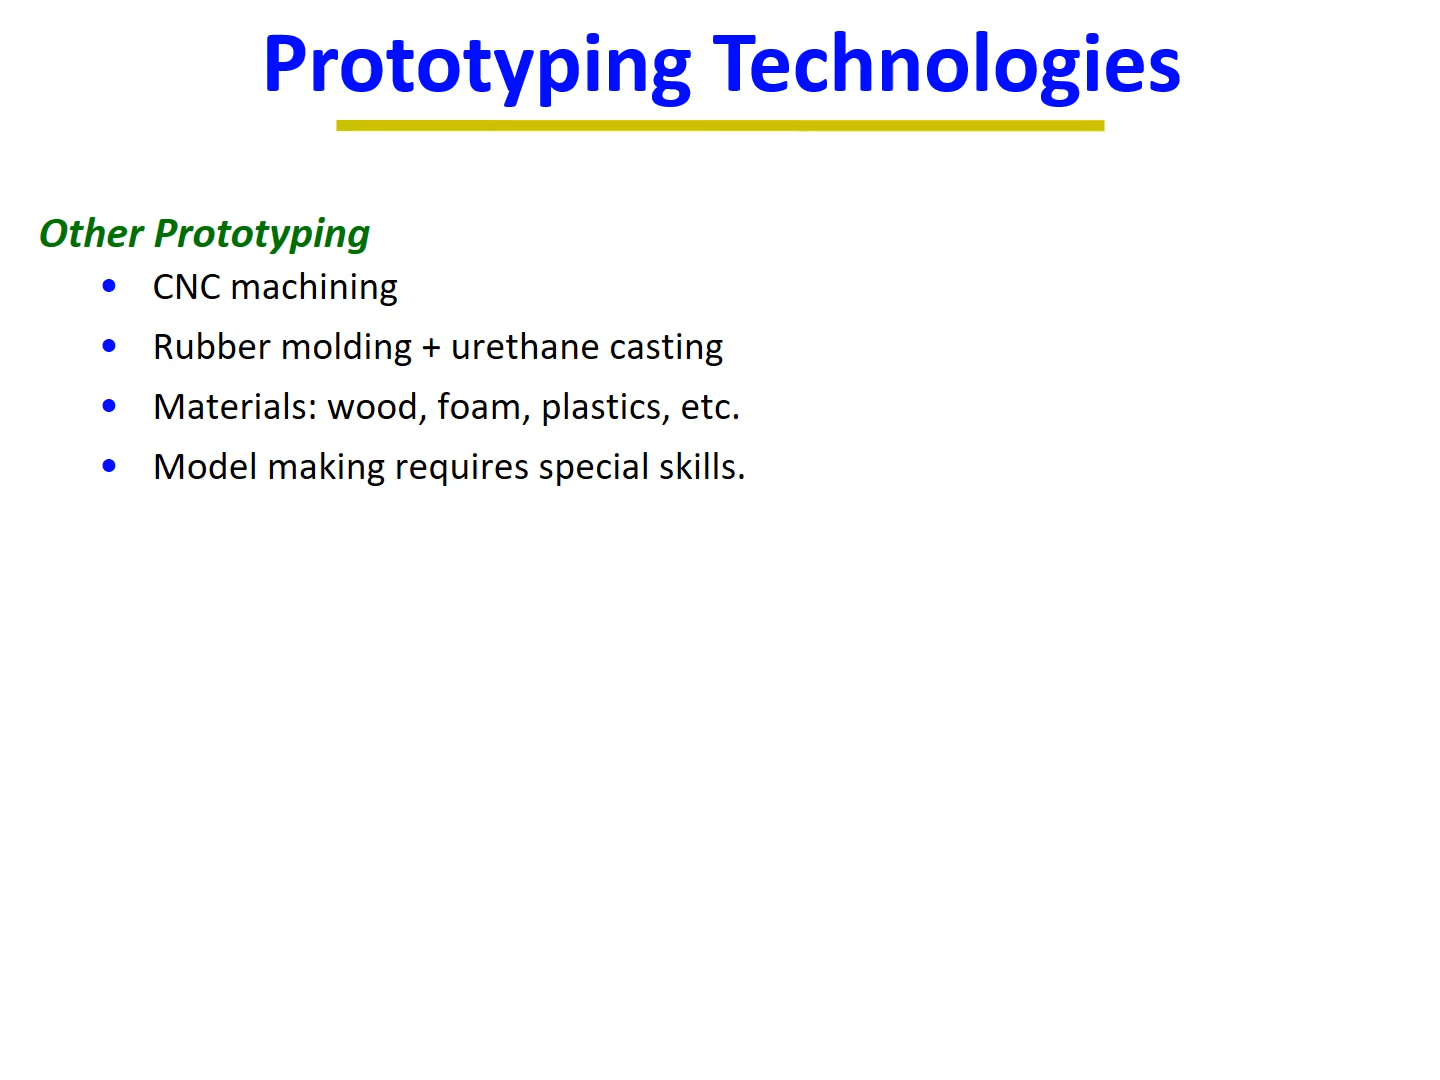 Prototyping Technologies
Other Prototyping
• CNC machining
• Rubber molding + urethane casting
• Materials: wood, foam, plastics, etc.
• Model making requires special skills.